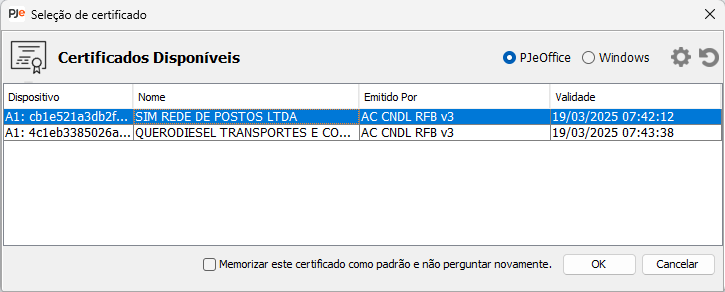 PJe Seleção de certificado
Certificados Disponíveis PJeOffice Windows
Dispositivo Nome Emitido Por Validade
A1: cb1e521a3db2f... SIM REDE DE POSTOS LTDA AC CNDL RFB v3 19/03/2025 07:42:12
A1: 4c1eb3385026a... QUERODIESEL TRANSPORTES E CO... AC CNDL RFB v3 19/03/2025 07:43:38
Memorizar este certificado como padrão e não perguntar novamente. OK Cancelar